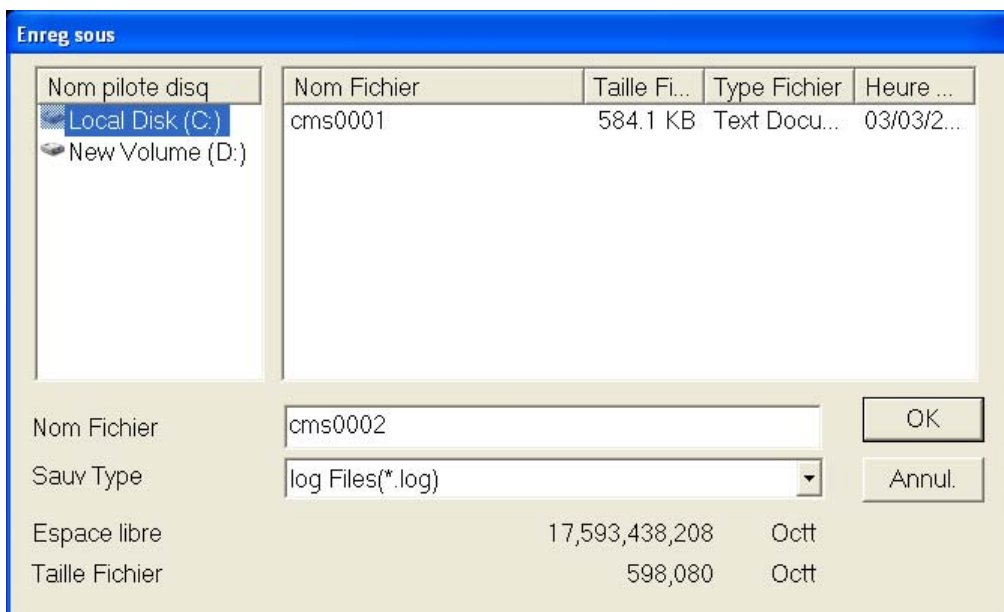 Enreg sous
Nom pilote disq
Local Disk (C:)
New Volume (D:)
Nom Fichier Taille Fi... Type Fichier Heure ...
cms0001 584.1 KB Text Docu... 03/03/2...
Nom Fichier cms0002 OK
Sauv Type log Files(*.log) Annul.
Espace libre 17,593,438,208 Octt
Taille Fichier 598,080 Octt